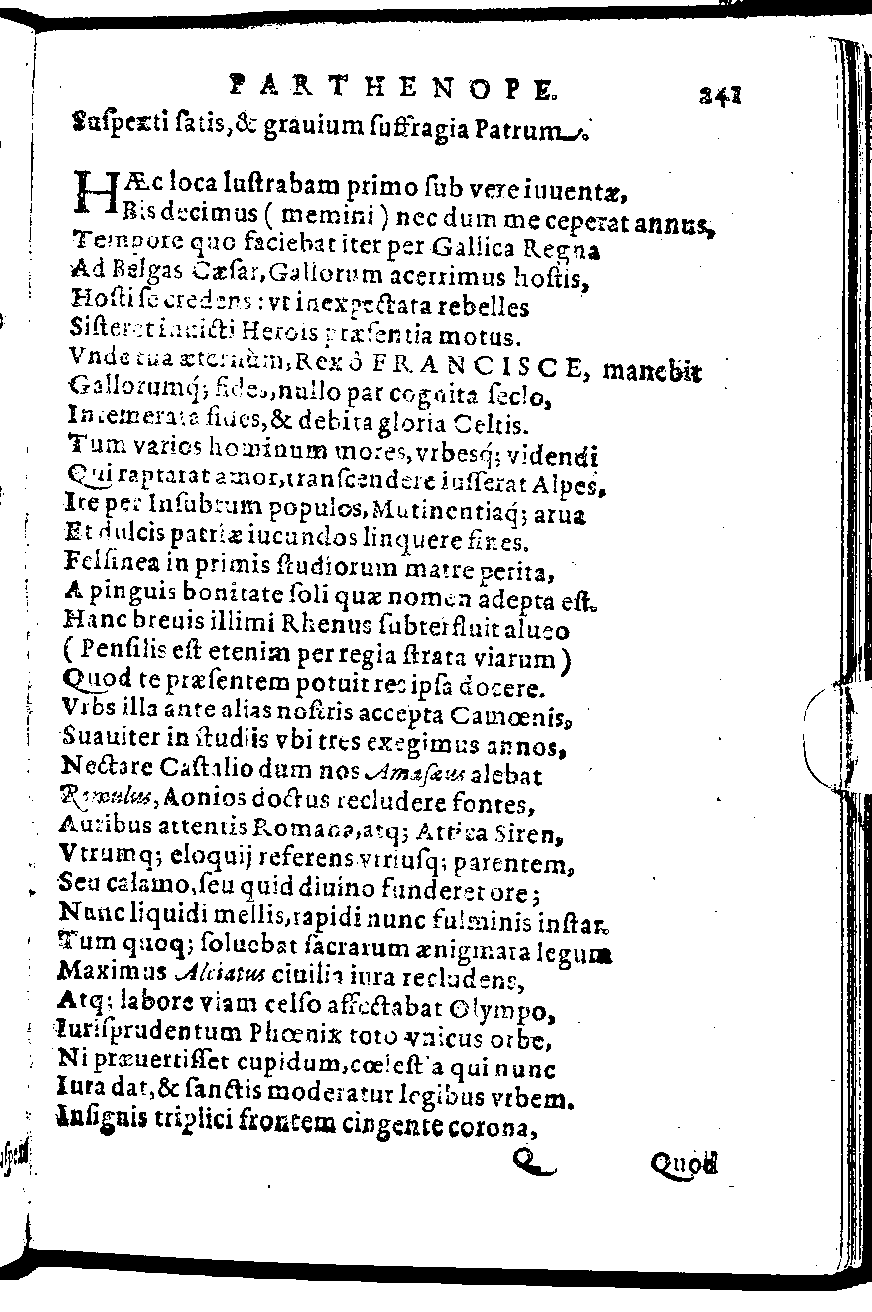 PARTHENOPE. 241
Suſpexti ſatis, & grauium ſuffragia Patrum.
HÆc loca luſtrabam primo ſub vere iuuentæ,
Bis decimus ( memini ) nec dum me ceperat annus,
Tempore quo faciebat iter per Gallica Regna
Ad Belgas Cæſar, Gallorum acerrimus hoſtis,
Hoſti ſe credens : vt inexpectata rebelles
Siſteret inuicti Herois præſentia motus.
Vnde tua æternùm, Rex ô FRANCISCE, manebit
Gallorumq; fides, nullo par cognita ſeclo,
Intemerata fides, & debita gloria Celtis.
Tum varios hominum mores, vrbesq; videndi
Qui raptarat amor, tranſcendere iuſſerat Alpes,
Ire per Inſubrum populos, Mutinentiaq; arua
Et dulcis patriæ iucundos linquere fines.
Felſinea in primis ſtudiorum matre perita,
A pinguis bonitate ſoli quæ nomen adepta eſt.
Hanc breuis illimi Rhenus ſubterfluit alueo
( Penſilis eſt etenim per regia ſtrata viarum )
Quod te præſentem potuit res ipſa docere.
Vrbs illa ante alias noſtris accepta Camœnis,
Suauiter in ſtudiis vbi tres exegimus annos,
Nectare Caſtalio dum nos Amaſæus alebat
Romulus, Aonios doctus recludere fontes,
Auribus attentis Romana, atq; Attica Siren,
Vtrumq; eloquij referens vtriuſq; parentem,
Seu calamo, ſeu quid diuino funderet ore;
Nunc liquidi mellis, rapidi nunc fulminis inſtar.
Tum quoq; ſoluebat ſacrarum ænigmata legum
Maximus Alciatus ciuilia iura recludens,
Atq; labore viam celſo affectabat Olympo,
Iuriſprudentum Phœnix toto vnicus orbe,
Ni præuertiſſet cupidum, cœleſtia qui nunc
Iura dat, & ſanctis moderatur legibus vrbem.
Inſignis triplici frontem cingente corona,
Q Quod